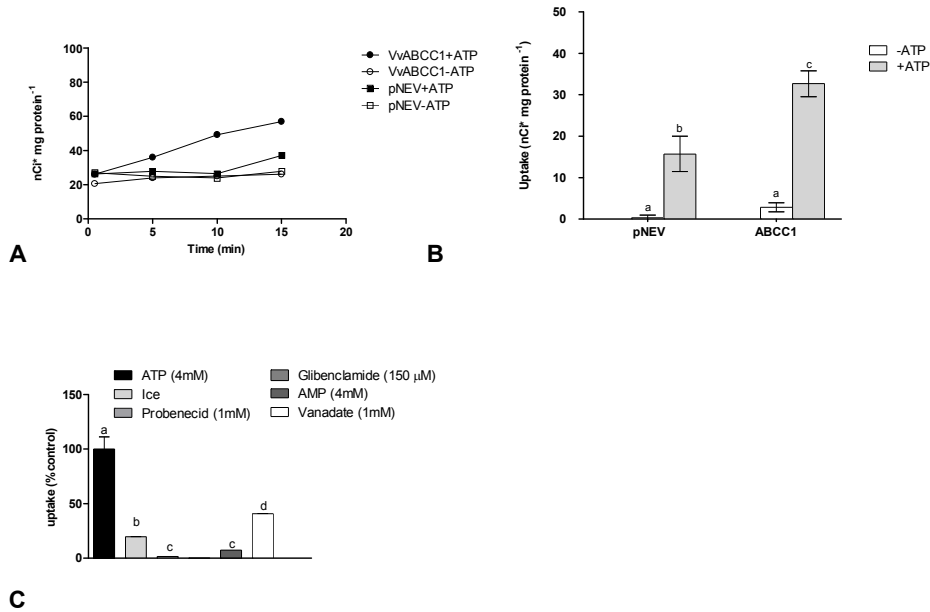 100
80
60
40
20
0
nCi* mg protein⁻¹
0 5 10 15 20
Time (min)
VvABCC1+ATP
VvABCC1-ATP
pNEV+ATP
pNEV-ATP
A
50
40
30
20
10
0
Uptake (nCi* mg protein⁻¹)
a
b
a
c
pNEV ABCC1
-ATP
+ATP
B
ATP (4mM)
Ice
Probenecid (1mM)
Glibenclamide (150 µM)
AMP (4mM)
Vanadate (1mM)
150
100
50
0
uptake (% control)
a
b
c
c
d
C